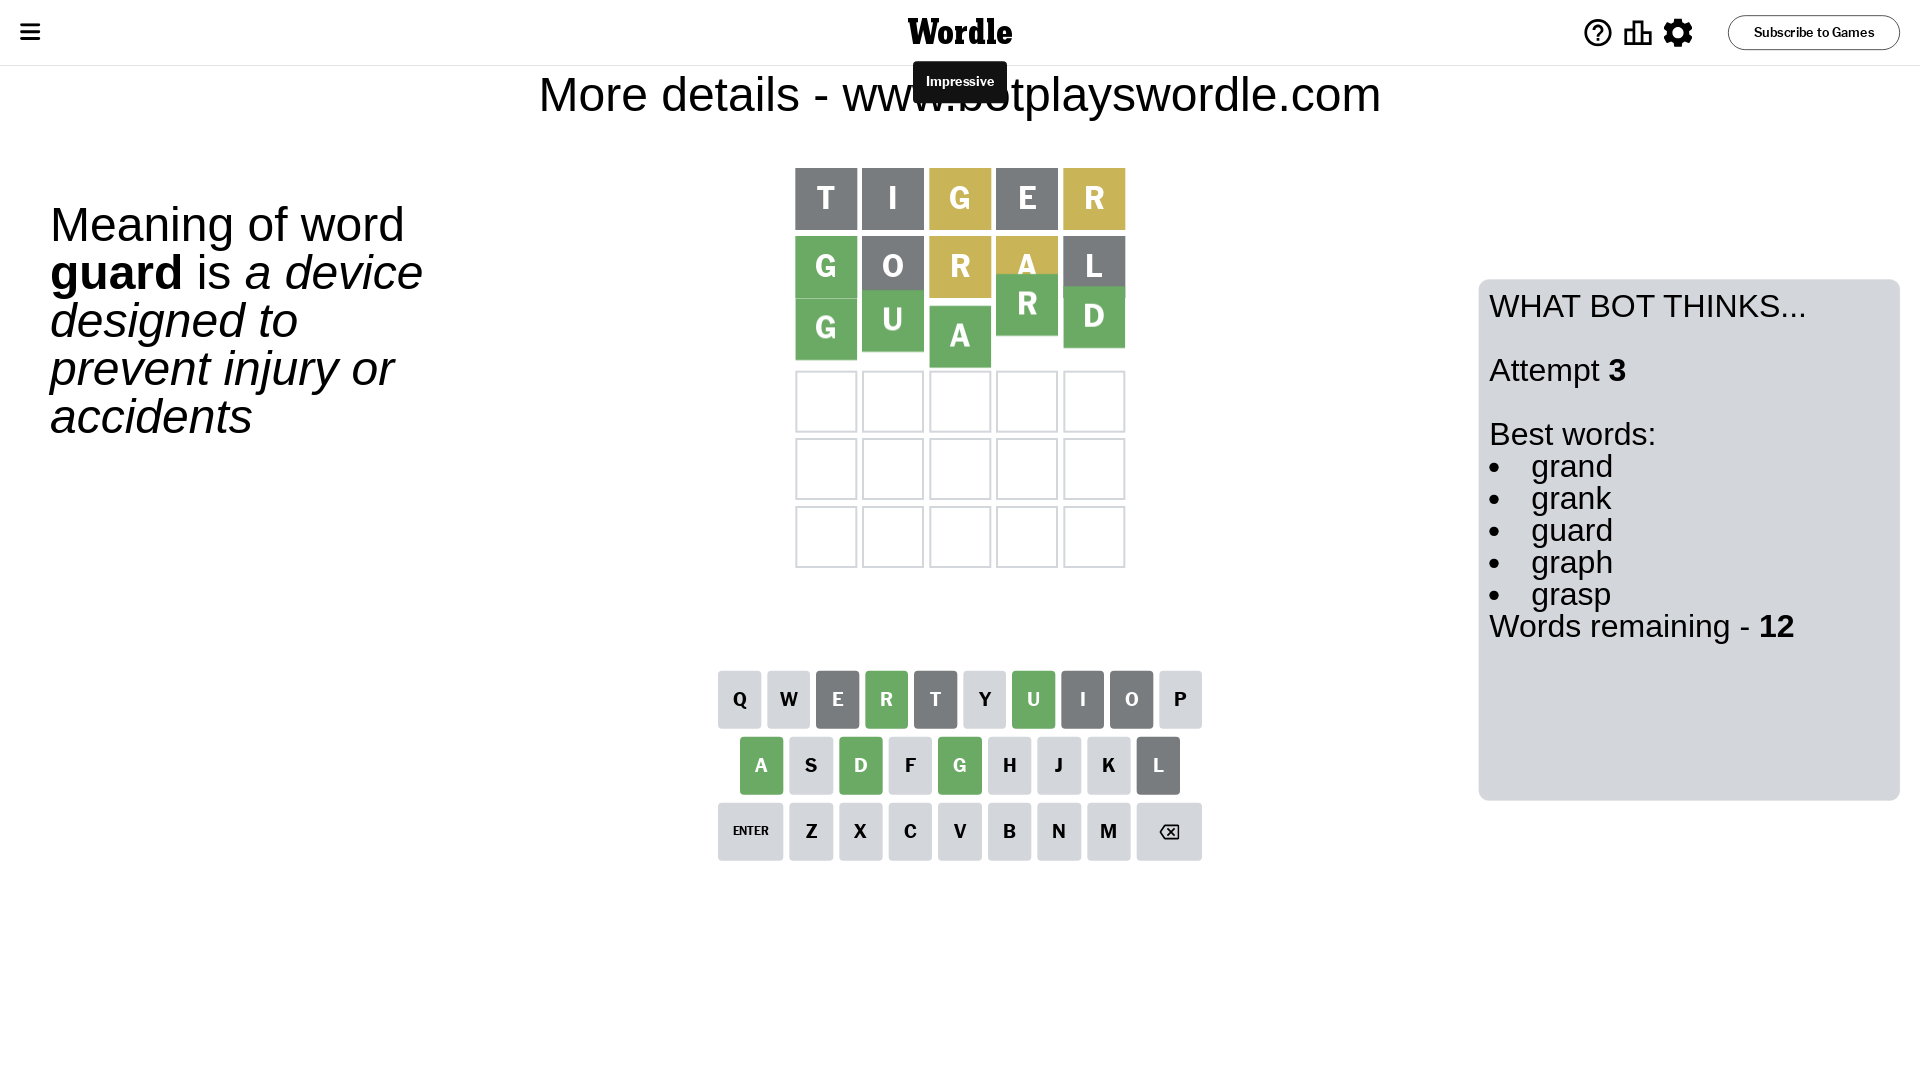 Wordle
Subscribe to Games
Impressive
More details - www.botplayswordle.com
Meaning of word
guard is a device
designed to
prevent injury or
accidents
T I G E R
G O R A L
G U A R D
WHAT BOT THINKS...
Attempt 3
Best words:
• grand
• grank
• guard
• graph
• grasp
Words remaining - 12
Q W E R T Y U I O P
A S D F G H J K L
ENTER Z X C V B N M